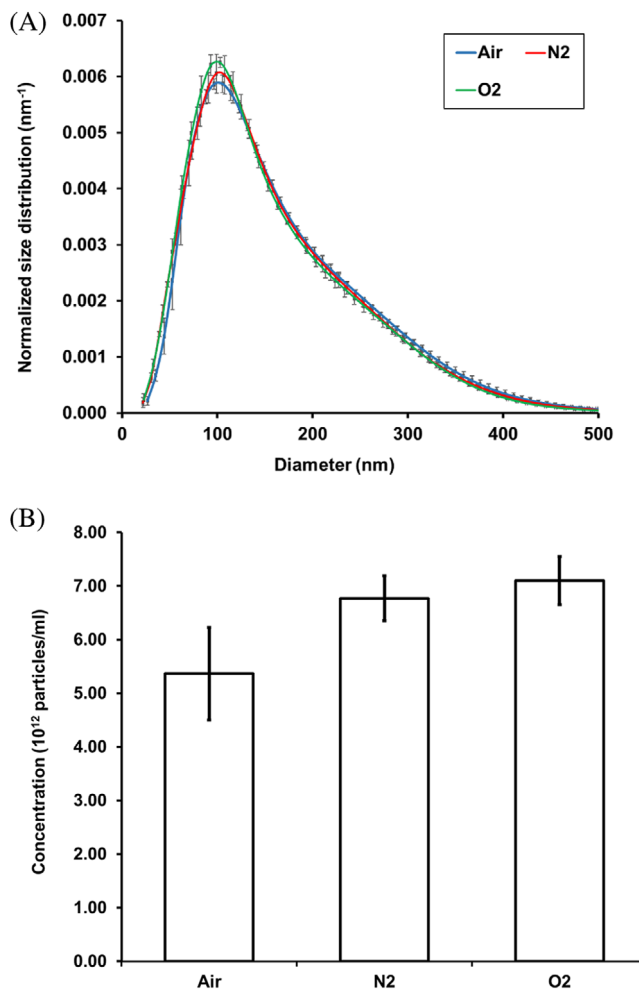 (A)
0.007
0.006
0.005
0.004
0.003
0.002
0.001
0.000
Normalized size distribution (nm⁻¹)
Air N2
O2
0 100 200 300 400 500
Diameter (nm)
(B)
8.00
7.00
6.00
5.00
4.00
3.00
2.00
1.00
0.00
Concentration (10¹² particles/ml)
Air N2 O2